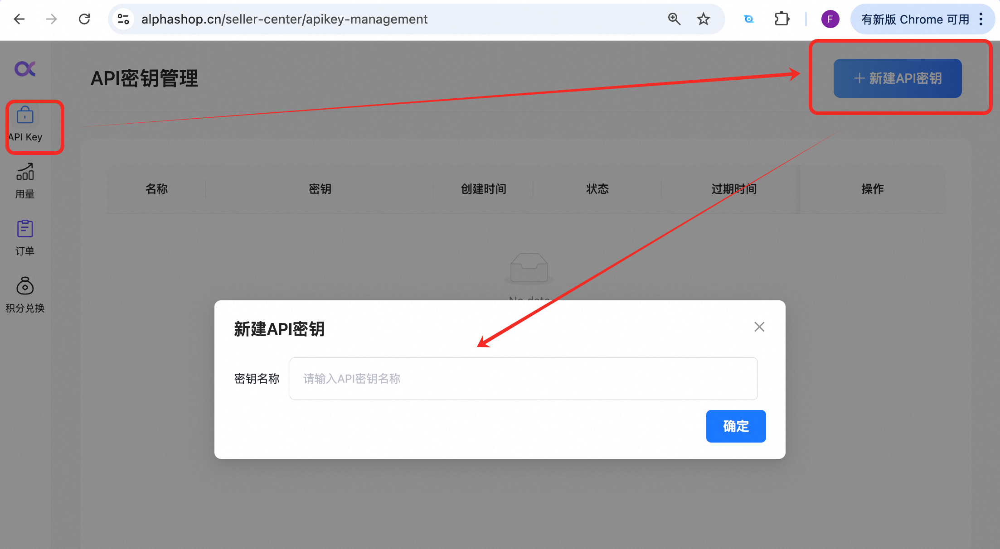 alphashop.cn/seller-center/apikey-management
F
有新版 Chrome 可用
API密钥管理
+ 新建API密钥
API Key
用量
订单
积分兑换
名称
密钥
创建时间
状态
过期时间
操作
No data
新建API密钥
密钥名称
请输入API密钥名称
确定